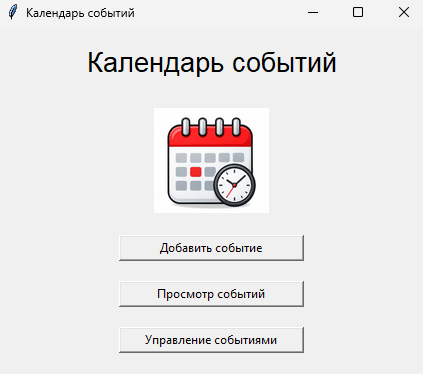 Календарь событий
Календарь событий
Добавить событие
Просмотр событий
Управление событиями